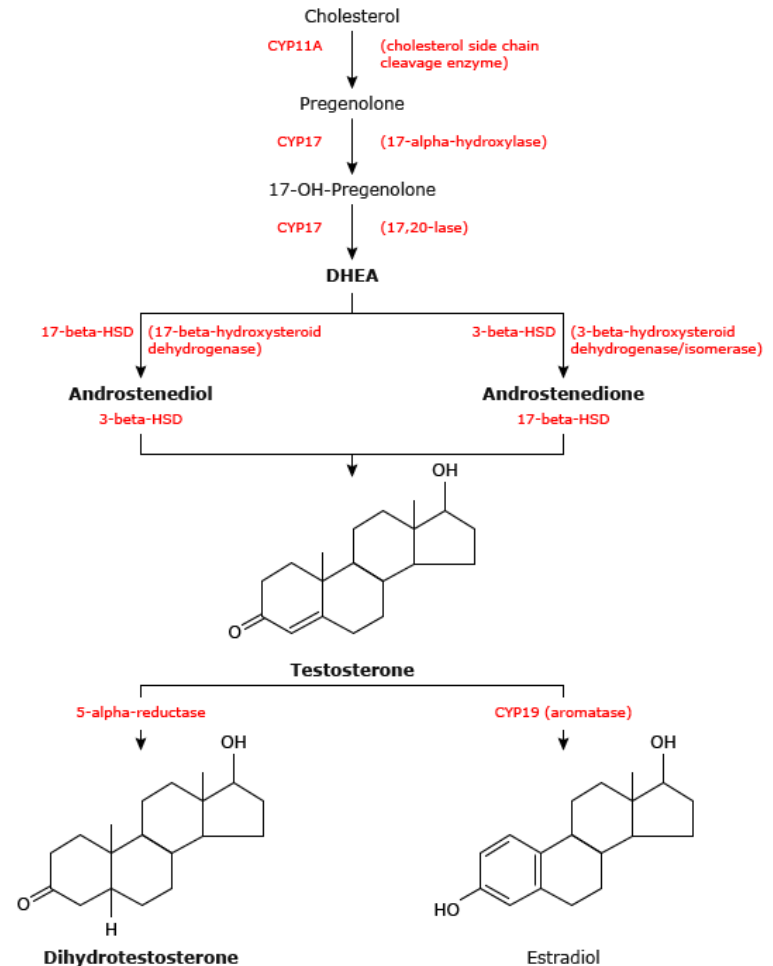 Cholesterol
CYP11A
(cholesterol side chain
cleavage enzyme)
Pregenolone
CYP17
(17-alpha-hydroxylase)
17-OH-Pregenolone
CYP17
(17,20-lase)
DHEA
17-beta-HSD
(17-beta-hydroxysteroid
dehydrogenase)
3-beta-HSD
(3-beta-hydroxysteroid
dehydrogenase/isomerase)
Androstenediol
3-beta-HSD
Androstenedione
17-beta-HSD
OH
O
Testosterone
5-alpha-reductase
CYP19 (aromatase)
OH
OH
O
H
HO
Dihydrotestosterone
Estradiol